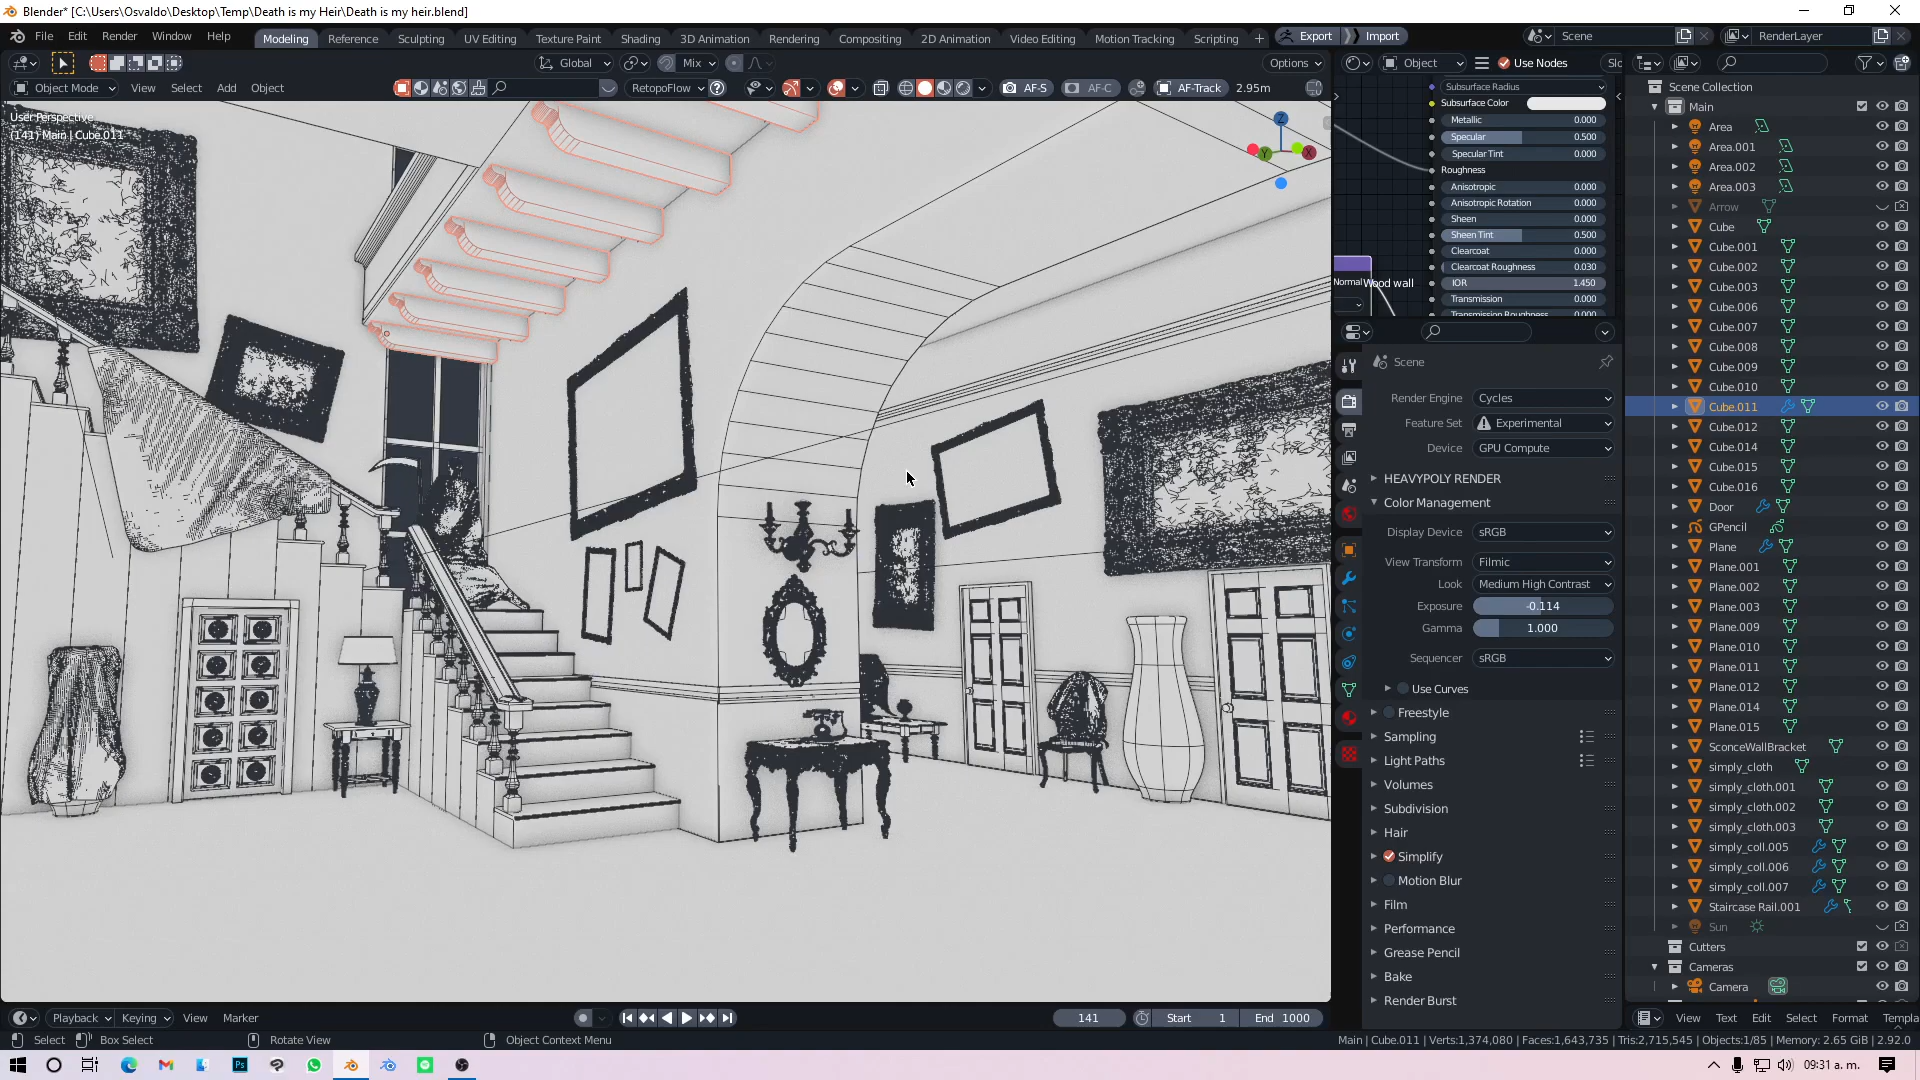 Blender* [C:\Users\Osvaldo\Desktop\Temp\Death is my Heir\Death is my heir.blend]
File Edit Render Window Help Modeling Reference Sculpting UV Editing Texture Paint Shading 3D Animation Rendering Compositing 2D Animation Video Editing Motion Tracking Scripting + Export Import Scene RenderLayer
Global Mix Options Object Use Nodes Slo
Object Mode View Select Add Object RetopoFlow AF-S AF-C AF-Track 2.95m
User Perspective
(141) Main | Cube.011
Z
Y
X
Subsurface Radius
Subsurface Color
Metallic 0.000
Specular 0.500
Specular Tint 0.000
Roughness
Anisotropic 0.000
Anisotropic Rotation 0.000
Sheen 0.000
Sheen Tint 0.500
Clearcoat 0.000
Clearcoat Roughness 0.030
IOR 1.450
Transmission 0.000
Transmission Roughness 0.000
Normal
Wood wall
Scene
Render Engine Cycles
Feature Set Experimental
Device GPU Compute
HEAVYPOLY RENDER
Color Management
Display Device sRGB
View Transform Filmic
Look Medium High Contrast
Exposure -0.114
Gamma 1.000
Sequencer sRGB
Use Curves
Freestyle
Sampling
Light Paths
Volumes
Subdivision
Hair
Simplify
Motion Blur
Film
Performance
Grease Pencil
Bake
Render Burst
Scene Collection
Main
Area
Area.001
Area.002
Area.003
Arrow
Cube
Cube.001
Cube.002
Cube.003
Cube.006
Cube.007
Cube.008
Cube.009
Cube.010
Cube.011
Cube.012
Cube.014
Cube.015
Cube.016
Door
GPencil
Plane
Plane.001
Plane.002
Plane.003
Plane.009
Plane.010
Plane.011
Plane.012
Plane.014
Plane.015
SconceWallBracket
simply_cloth
simply_cloth.001
simply_cloth.002
simply_cloth.003
simply_coll.005
simply_coll.006
simply_coll.007
Staircase Rail.001
Sun
Cutters
Cameras
Camera
Playback Keying View Marker 141 Start 1 End 1000 View Text Edit Select Format Templa
Select Box Select Rotate View Object Context Menu Main | Cube.011 | Verts:1,374,080 | Faces:1,643,735 | Tris:2,715,545 | Objects:1/85 | Memory: 2.65 GiB | 2.92.0
09:31 a. m.